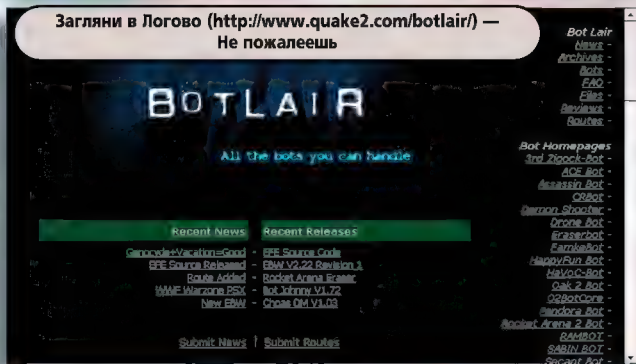 Загляни в Логово (http://www.quake2.com/botlair/) —
Не пожалеешь
BOTLAIR
All the bots you can handle
Recent News
Genocyde+Vacation=Good -
EFE Source Released -
Route Added -
WWF Warzone PSX -
New EBW -
Recent Releases
EFE Source Code
EBW V2.22 Revision 1
Rocket Arena Eraser
Bot Johnny V1.72
Choas DM V1.03
Submit News | Submit Routes
Bot Lair
News -
Archives -
Bots -
FAQ -
Files -
Reviews -
Routes -
Bot Homepages
3rd Zigock-Bot -
ACE Bot -
Assassin Bot -
CRBot -
Demon Shooter -
Drone Bot -
Eraserbot -
FamkeBot -
HappyFun Bot -
HaVoC-Bot -
Oak 2 Bot -
Q2BotCore -
Pandora Bot -
Rocket Arena 2 Bot -
RAMBOT -
SABIN BOT -
Secant Bot -